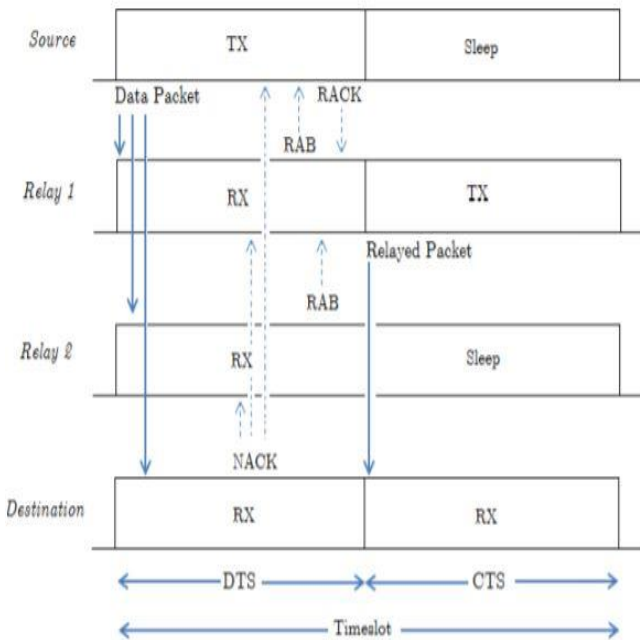 Source
TX
Sleep
Data Packet
RACK
RAB
Relay 1
RX
TX
Relayed Packet
RAB
Relay 2
RX
Sleep
NACK
Destination
RX
RX
DTS
CTS
Timeslot